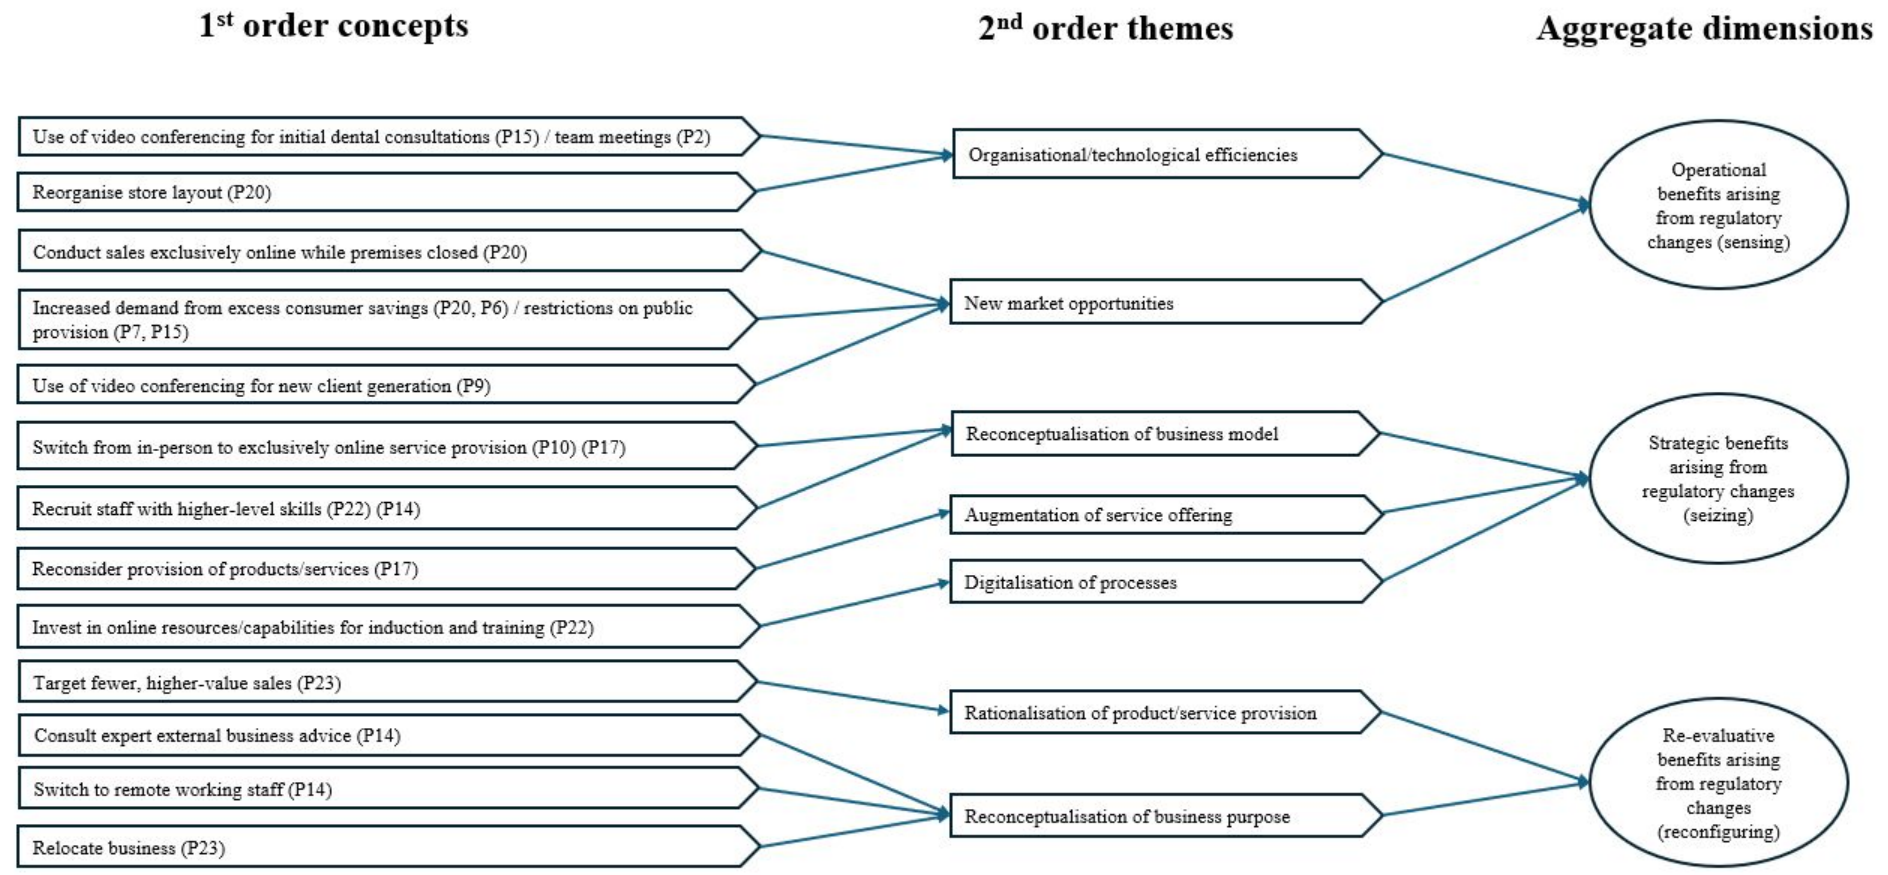 1st order concepts
2nd order themes
Aggregate dimensions
Use of video conferencing for initial dental consultations (P15) / team meetings (P2)
Reorganise store layout (P20)
Conduct sales exclusively online while premises closed (P20)
Increased demand from excess consumer savings (P20, P6) / restrictions on public
provision (P7, P15)
Use of video conferencing for new client generation (P9)
Switch from in-person to exclusively online service provision (P10) (P17)
Recruit staff with higher-level skills (P22) (P14)
Reconsider provision of products/services (P17)
Invest in online resources/capabilities for induction and training (P22)
Target fewer, higher-value sales (P23)
Consult expert external business advice (P14)
Switch to remote working staff (P14)
Relocate business (P23)
Organisational/technological efficiencies
New market opportunities
Reconceptualisation of business model
Augmentation of service offering
Digitalisation of processes
Rationalisation of product/service provision
Reconceptualisation of business purpose
Operational
benefits arising
from regulatory
changes (sensing)
Strategic benefits
arising from
regulatory changes
(seizing)
Re-evaluative
benefits arising
from regulatory
changes
(reconfiguring)